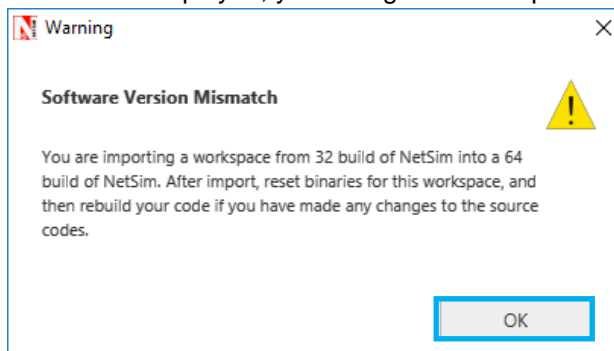 Warning
Software Version Mismatch
You are importing a workspace from 32 build of NetSim into a 64
build of NetSim. After import, reset binaries for this workspace, and
then rebuild your code if you have made any changes to the source
codes.
OK